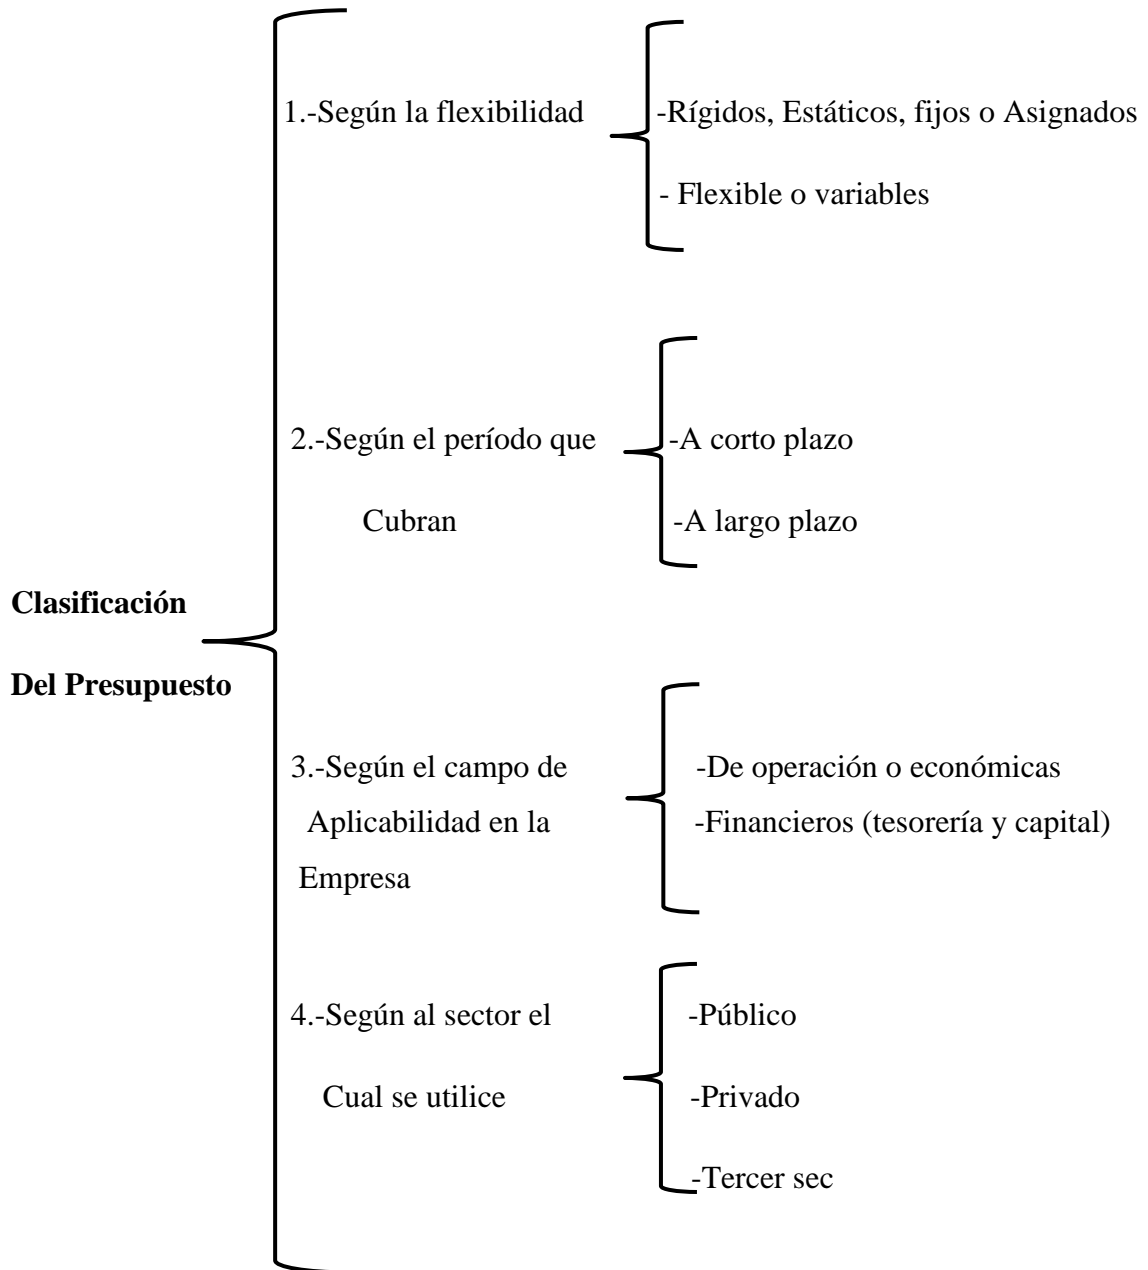 Clasificación
Del Presupuesto
1.-Según la flexibilidad
-Rígidos, Estáticos, fijos o Asignados
- Flexible o variables
2.-Según el período que
Cubran
-A corto plazo
-A largo plazo
3.-Según el campo de
Aplicabilidad en la
Empresa
-De operación o económicas
-Financieros (tesorería y capital)
4.-Según al sector el
Cual se utilice
-Público
-Privado
-Tercer sec